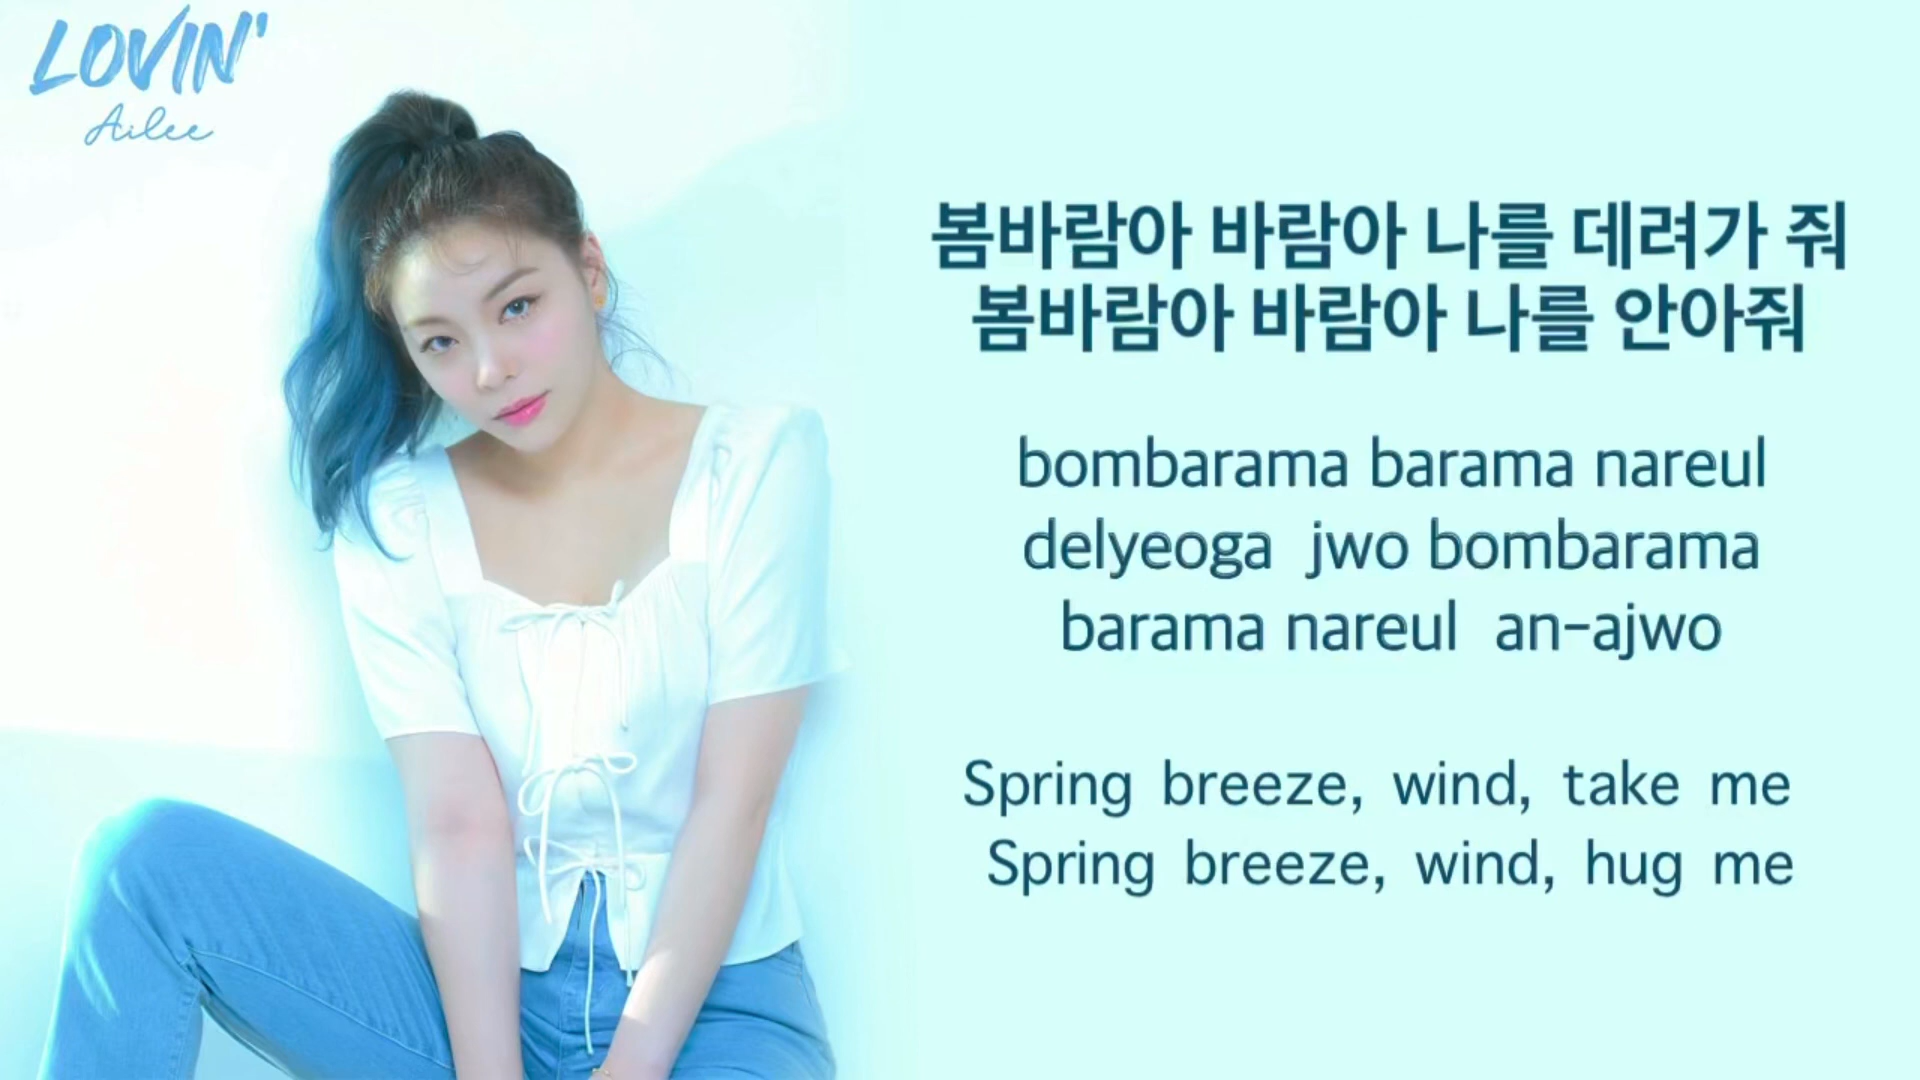 LOVIN'
Ailee
봄바람아 바람아 나를 데려가 줘
봄바람아 바람아 나를 안아줘
bombarama barama nareul
delyeoga jwo bombarama
barama nareul an-ajwo
Spring breeze, wind, take me
Spring breeze, wind, hug me